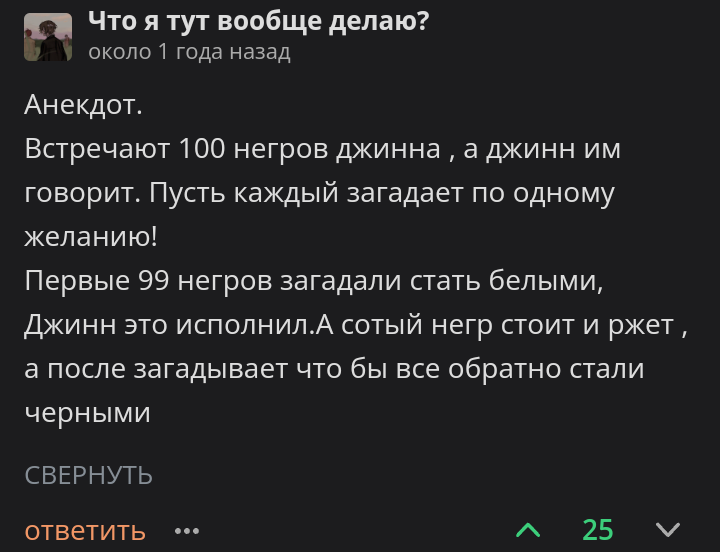 Что я тут вообще делаю?
около 1 года назад
Анекдот.
Встречают 100 негров джинна , а джинн им
говорит. Пусть каждый загадает по одному
желанию!
Первые 99 негров загадали стать белыми,
Джинн это исполнил.А сотый негр стоит и ржет ,
а после загадывает что бы все обратно стали
черными
СВЕРНУТЬ
ответить ••• 25